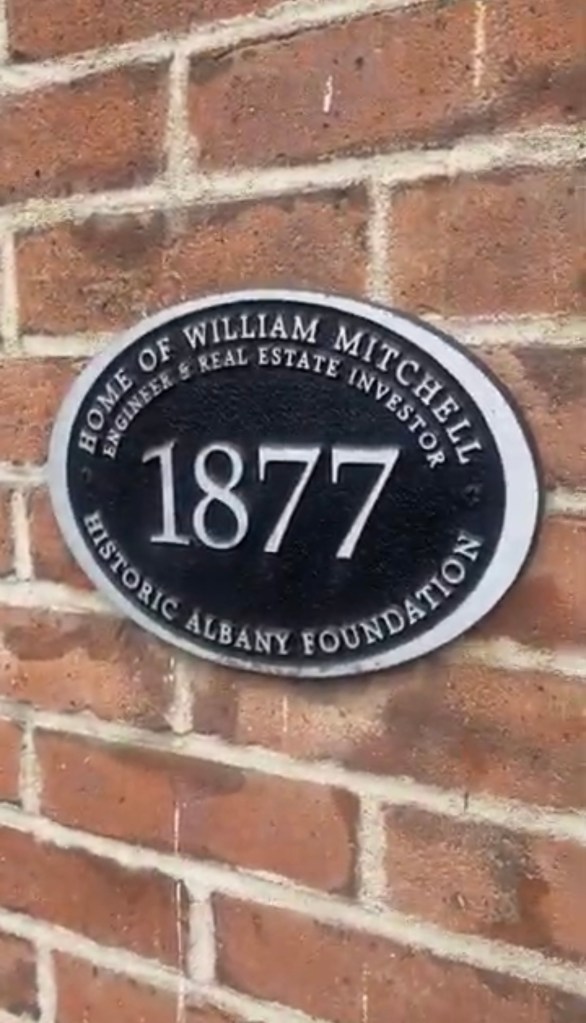 HOME OF WILLIAM MITCHELL
ENGINEER & REAL ESTATE INVESTOR
1877
HISTORIC ALBANY FOUNDATION